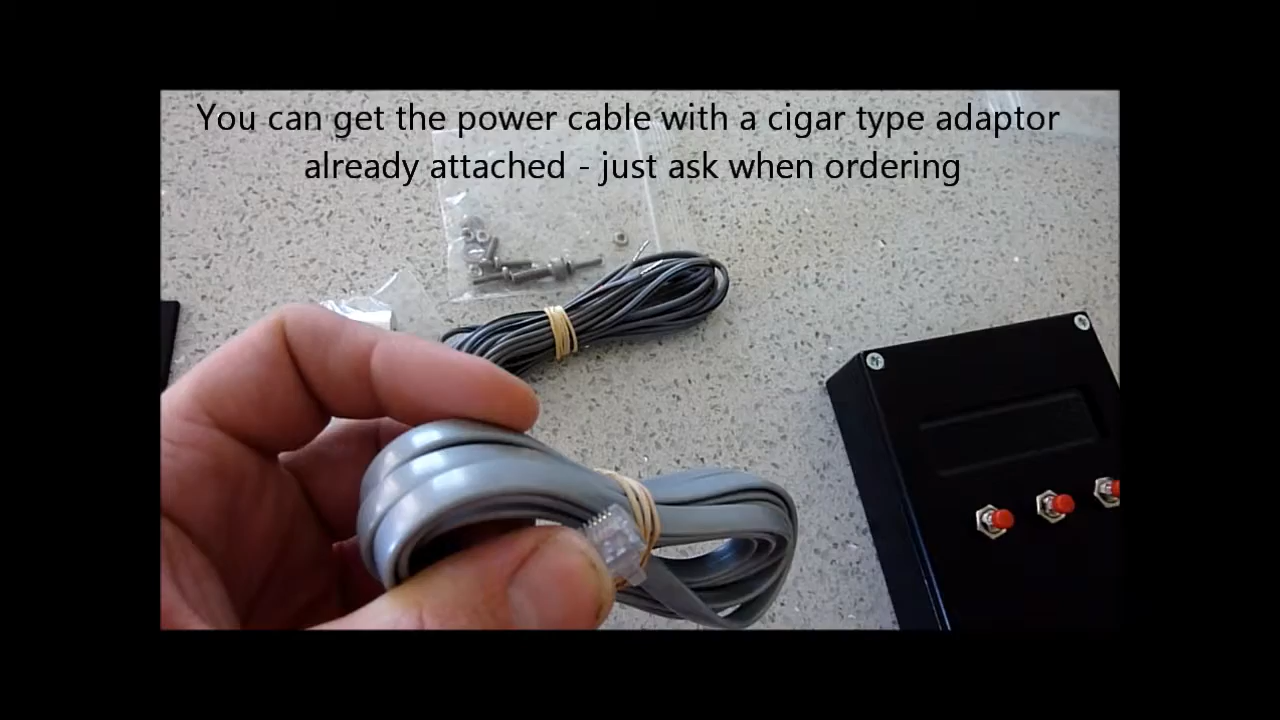 You can get the power cable with a cigar type adaptor
already attached - just ask when ordering